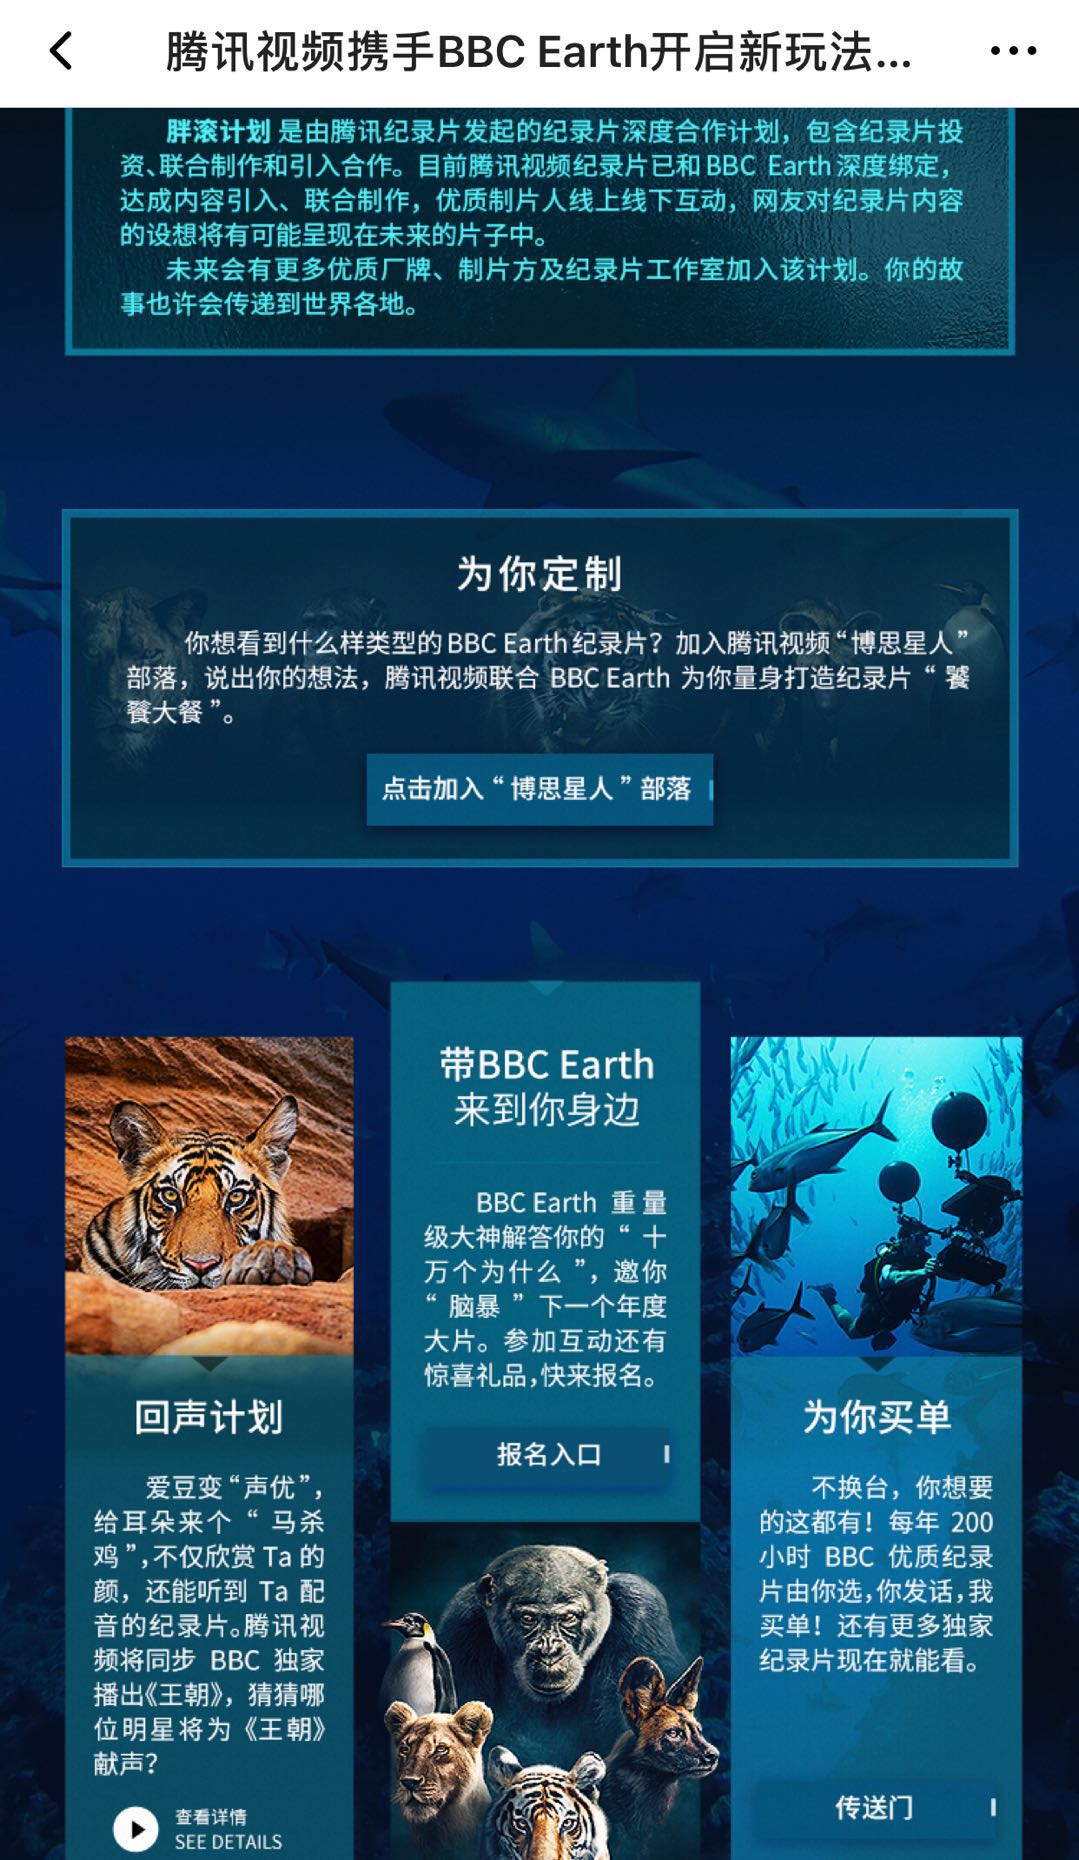 腾讯视频携手BBC Earth开启新玩法...
胖滚计划 是由腾讯纪录片发起的纪录片深度合作计划，包含纪录片投
资、联合制作和引入合作。目前腾讯视频纪录片已和BBC Earth深度绑定，
达成内容引入、联合制作，优质制片人线上线下互动，网友对纪录片内容
的设想将有可能呈现在未来的片子中。
未来会有更多优质厂牌、制片方及纪录片工作室加入该计划。你的故
事也许会传递到世界各地。
为你定制
你想看到什么样类型的BBC Earth纪录片？加入腾讯视频“博思星人”
部落，说出你的想法，腾讯视频联合 BBC Earth 为你量身打造纪录片“饕
餮大餐”。
点击加入“博思星人”部落
带BBC Earth
来到你身边
BBC Earth 重量
级大神解答你的“十
万个为什么”，邀你
“脑暴”下一个年度
大片。参加互动还有
惊喜礼品，快来报名。
报名入口
回声计划
爱豆变“声优”，
给耳朵来个“马杀
鸡”，不仅欣赏 Ta 的
颜，还能听到 Ta 配
音的纪录片。腾讯视
频将同步 BBC 独家
播出《王朝》，猜猜哪
位明星将为《王朝》
献声？
查看详情
SEE DETAILS
为你买单
不换台，你想要
的这都有！每年 200
小时 BBC 优质纪录
片由你选，你发话，我
买单！还有更多独家
纪录片现在就能看。
传送门